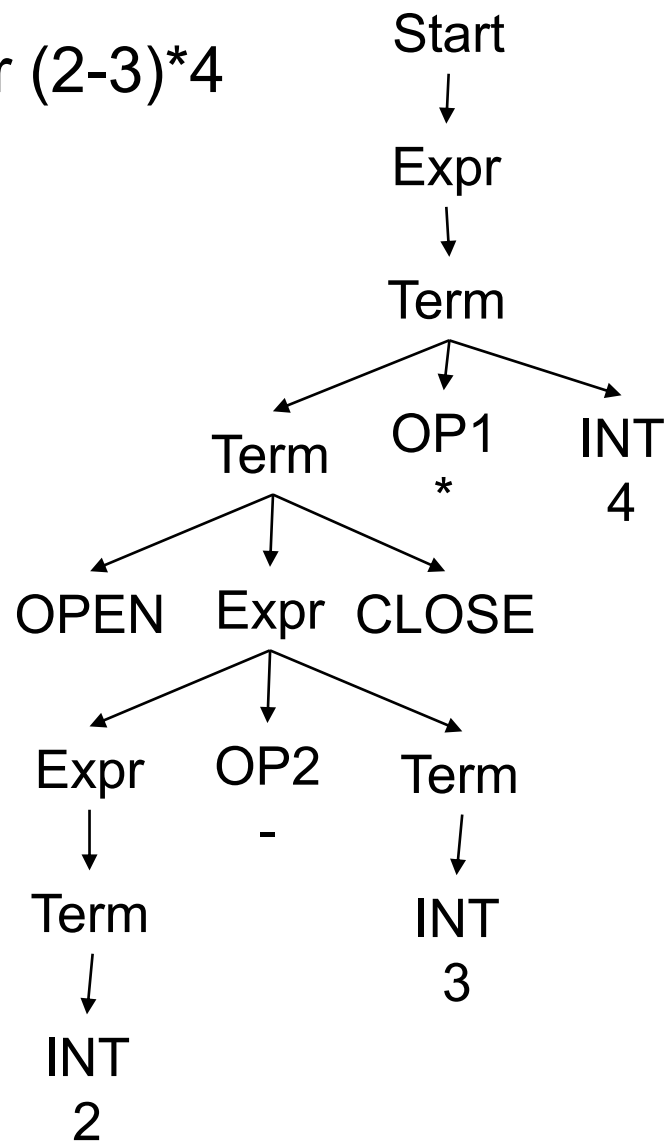 Start
r (2-3)*4
Expr
Term
Term OP1 INT
* 4
OPEN Expr CLOSE
Expr OP2 Term
-
Term INT
3
INT
2